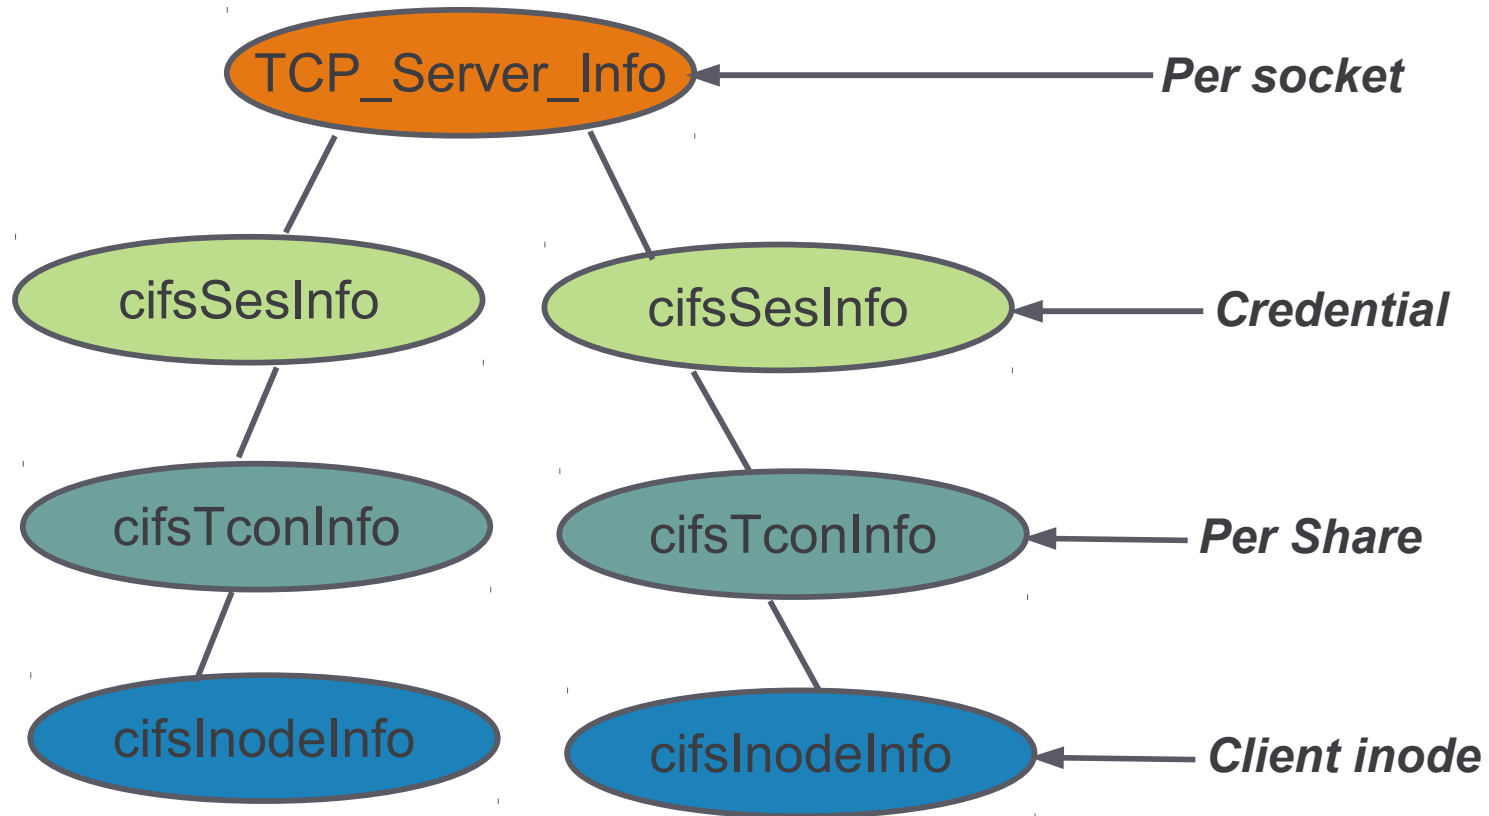 TCP_Server_Info
Per socket
cifsSesInfo
cifsSesInfo
Credential
cifsTconInfo
cifsTconInfo
Per Share
cifsInodeInfo
cifsInodeInfo
Client inode